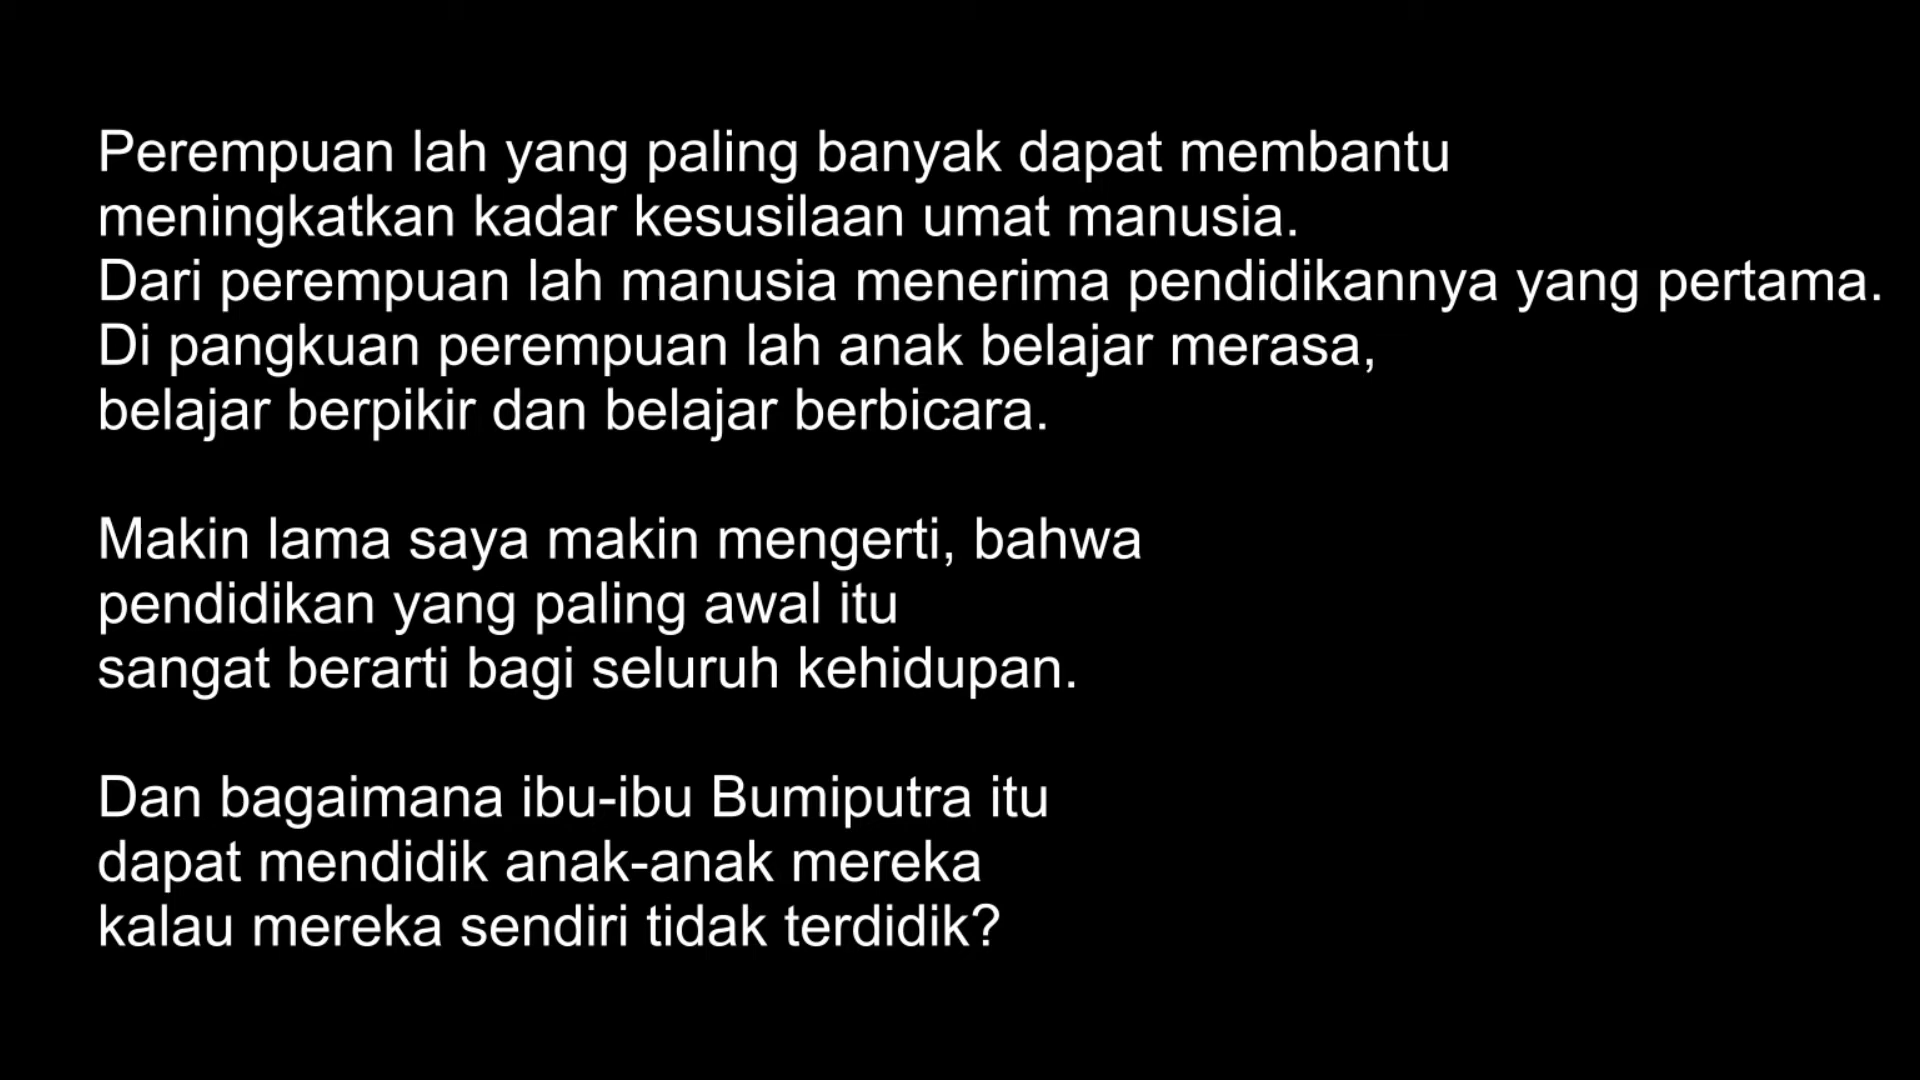 Perempuan lah yang paling banyak dapat membantu
meningkatkan kadar kesusilaan umat manusia.
Dari perempuan lah manusia menerima pendidikannya yang pertama.
Di pangkuan perempuan lah anak belajar merasa,
belajar berpikir dan belajar berbicara.
Makin lama saya makin mengerti, bahwa
pendidikan yang paling awal itu
sangat berarti bagi seluruh kehidupan.
Dan bagaimana ibu-ibu Bumiputra itu
dapat mendidik anak-anak mereka
kalau mereka sendiri tidak terdidik?